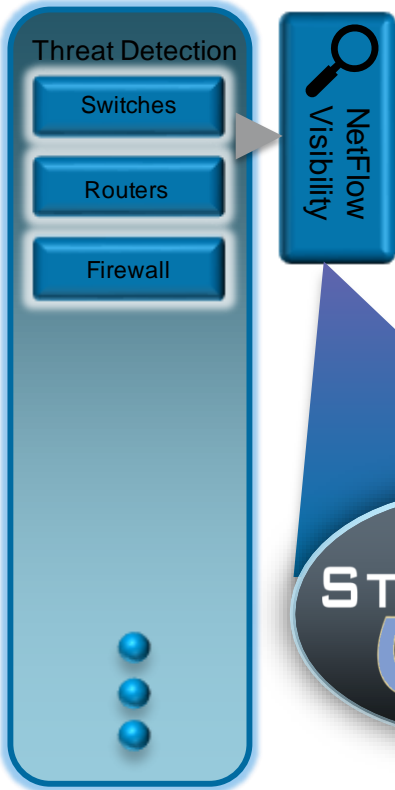 Threat Detection
Switches
Routers
Firewall
NetFlow
Visibility